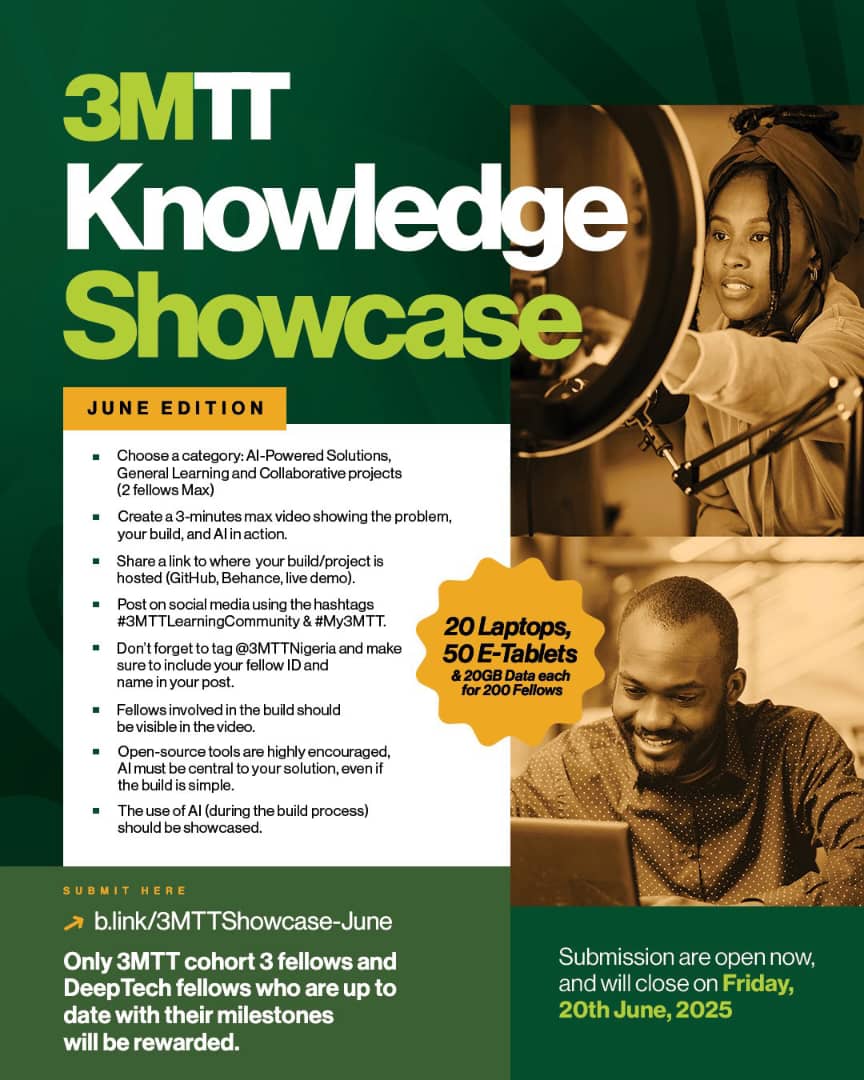 3MTT
Knowledge
Showcase
JUNE EDITION
Choose a category: AI-Powered Solutions,
General Learning and Collaborative projects
(2 fellows Max)
Create a 3-minutes max video showing the problem,
your build, and AI in action.
Share a link to where your build/project is
hosted (GitHub, Behance, live demo).
Post on social media using the hashtags
#3MTTLearningCommunity & #My3MTT.
Don't forget to tag @3MTTNigeria and make
sure to include your fellow ID and
name in your post.
Fellows involved in the build should
be visible in the video.
Open-source tools are highly encouraged,
AI must be central to your solution, even if
the build is simple.
The use of AI (during the build process)
should be showcased.
20 Laptops,
50 E-Tablets
& 20GB Data each
for 200 Fellows
SUBMIT HERE
b.link/3MTTShowcase-June
Only 3MTT cohort 3 fellows and
DeepTech fellows who are up to
date with their milestones
will be rewarded.
Submission are open now,
and will close on Friday,
20th June, 2025